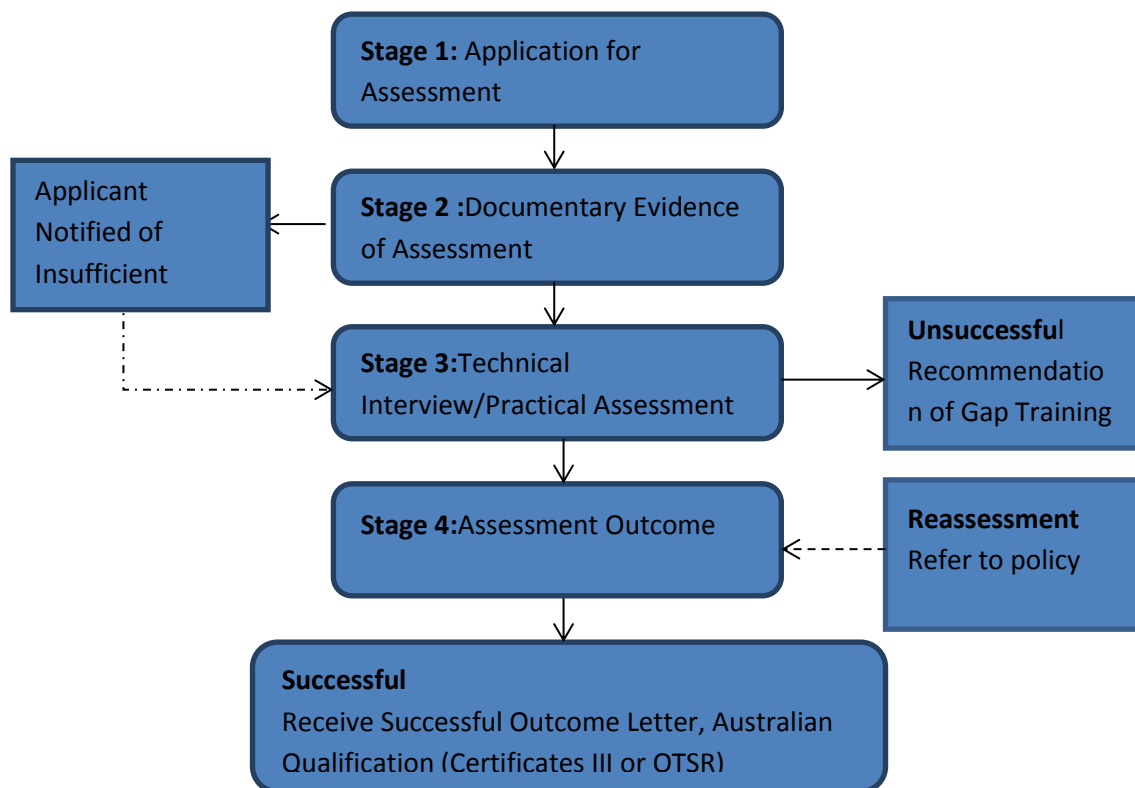 Stage 1: Application for
Assessment
Applicant
Notified of
Insufficient
Stage 2 :Documentary Evidence
of Assessment
Stage 3:Technical
Interview/Practical Assessment
Unsuccessful
Recommendatio
n of Gap Training
Stage 4:Assessment Outcome
Reassessment
Refer to policy
Successful
Receive Successful Outcome Letter, Australian
Qualification (Certificates III or OTSR)